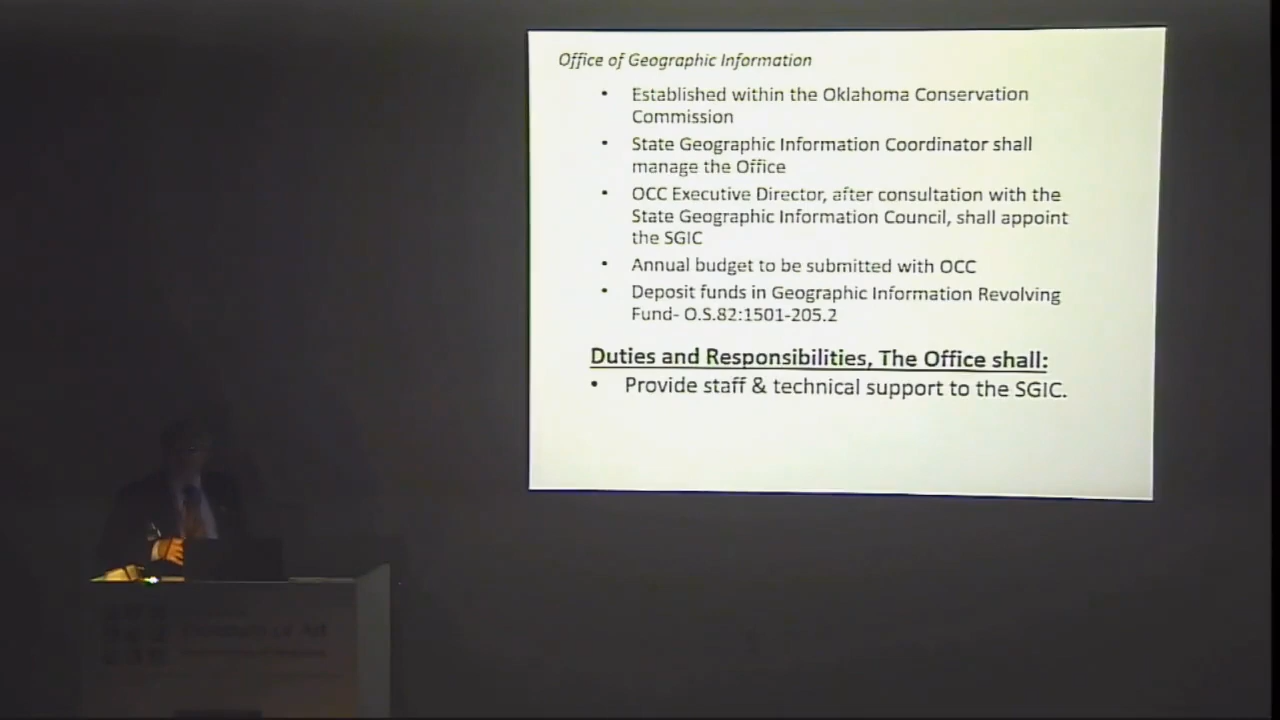 Office of Geographic Information
• Established within the Oklahoma Conservation
Commission
• State Geographic Information Coordinator shall
manage the Office
• OCC Executive Director, after consultation with the
State Geographic Information Council, shall appoint
the SGIC
• Annual budget to be submitted with OCC
• Deposit funds in Geographic Information Revolving
Fund- O.S.82:1501-205.2
Duties and Responsibilities, The Office shall:
• Provide staff & technical support to the SGIC.
of Art